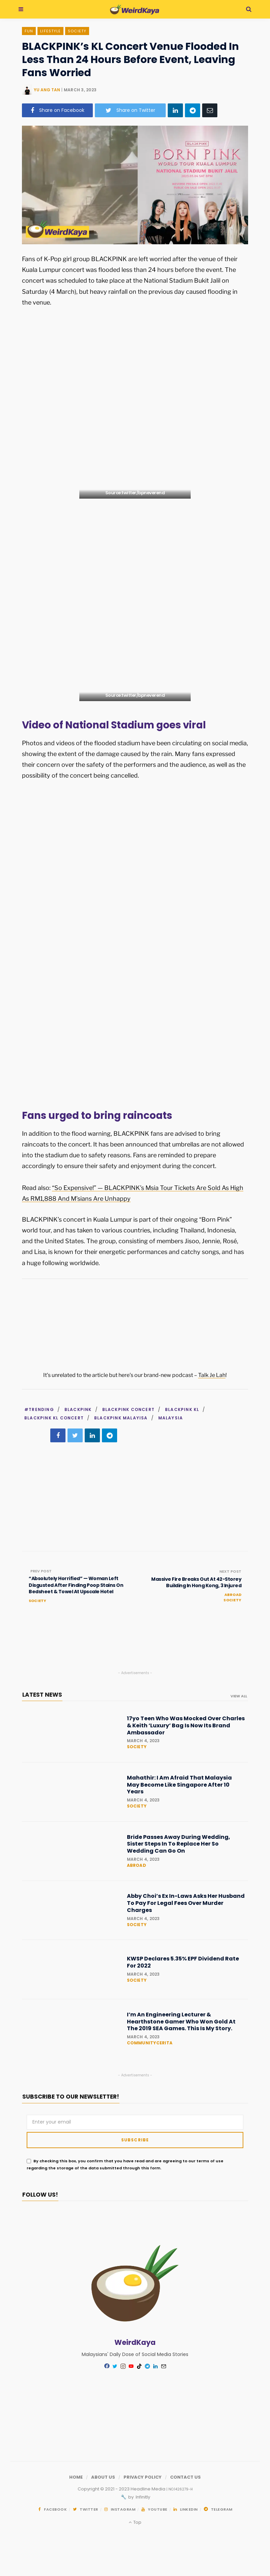 WeirdKaya
FUN LIFESTYLE SOCIETY
BLACKPINK’s KL Concert Venue Flooded In
Less Than 24 Hours Before Event, Leaving
Fans Worried
MARCH 3, 2023
Share on Facebook
Share on Twitter
BORN PINK
WORLD TOUR KUALA LUMPUR
NATIONAL STADIUM BUKIT JALIL
WeirdKaya
Fans of K-Pop girl group BLACKPINK are left worried after the venue of their
Kuala Lumpur concert was flooded less than 24 hours before the event. The
concert was scheduled to take place at the National Stadium Bukit Jalil on
Saturday (4 March), but heavy rainfall on the previous day caused flooding in
the venue.
Video of National Stadium goes viral
Photos and videos of the flooded stadium have been circulating on social media,
showing the extent of the damage caused by the rain. Many fans expressed
their concern over the safety of the performers and the audience, as well as the
possibility of the concert being cancelled.
Fans urged to bring raincoats
In addition to the flood warning, BLACKPINK fans are advised to bring
raincoats to the concert. It has been announced that umbrellas are not allowed
into the stadium due to safety reasons. Fans are reminded to prepare
accordingly to ensure their safety and enjoyment during the concert.
Read also: “So Expensive!” — BLACKPINK’s Msia Tour Tickets Are Sold As High
As RM1,888 And M’sians Are Unhappy
BLACKPINK’s concert in Kuala Lumpur is part of their ongoing “Born Pink”
world tour, and has taken to various countries, including Thailand, Indonesia,
and the United States. The group, consisting of members Jisoo, Jennie, Rosé,
and Lisa, is known for their energetic performances and catchy songs, and has
a huge following worldwide.
It’s unrelated to the article but here’s our brand-new podcast – Talk Je Lah!
#TRENDING / BLACKPINK / BLACKPINK CONCERT / BLACKPINK KL /
BLACKPINK KL CONCERT / BLACKPINK MALAYISA / MALAYSIA
PREV POST
“Absolutely Horrified” — Woman Left
Disgusted After Finding Poop Stains On
Bedsheet & Towel At Upscale Hotel
SOCIETY
NEXT POST
Massive Fire Breaks Out At 42-Storey
Building In Hong Kong, 3 Injured
ABROAD
SOCIETY
- Advertisements -
LATEST NEWS
VIEW ALL
17yo Teen Who Was Mocked Over Charles
& Keith ‘Luxury’ Bag Is Now Its Brand
Ambassador
MARCH 4, 2023
SOCIETY
Mahathir: I Am Afraid That Malaysia
May Become Like Singapore After 10
Years
MARCH 4, 2023
SOCIETY
Bride Passes Away During Wedding,
Sister Steps In To Replace Her So
Wedding Can Go On
MARCH 4, 2023
ABROAD
Abby Choi’s Ex In-Laws Asks Her Husband
To Pay For Legal Fees Over Murder
Charges
MARCH 4, 2023
SOCIETY
KWSP Declares 5.35% EPF Dividend Rate
For 2022
MARCH 4, 2023
SOCIETY
I’m An Engineering Lecturer &
Hearthstone Gamer Who Won Gold At
The 2019 SEA Games. This Is My Story.
MARCH 4, 2023
COMMUNITYCERITA
- Advertisements -
SUBSCRIBE TO OUR NEWSLETTER!
Enter your email
SUBSCRIBE
By checking this box, you confirm that you have read and are agreeing to our terms of use
regarding the storage of the data submitted through this form.
FOLLOW US!
WeirdKaya
Malaysians' Daily Dose of Social Media Stories
HOME / ABOUT US / PRIVACY POLICY / CONTACT US
by Infinity
FACEBOOK TWITTER INSTAGRAM YOUTUBE LINKEDIN TELEGRAM
Top